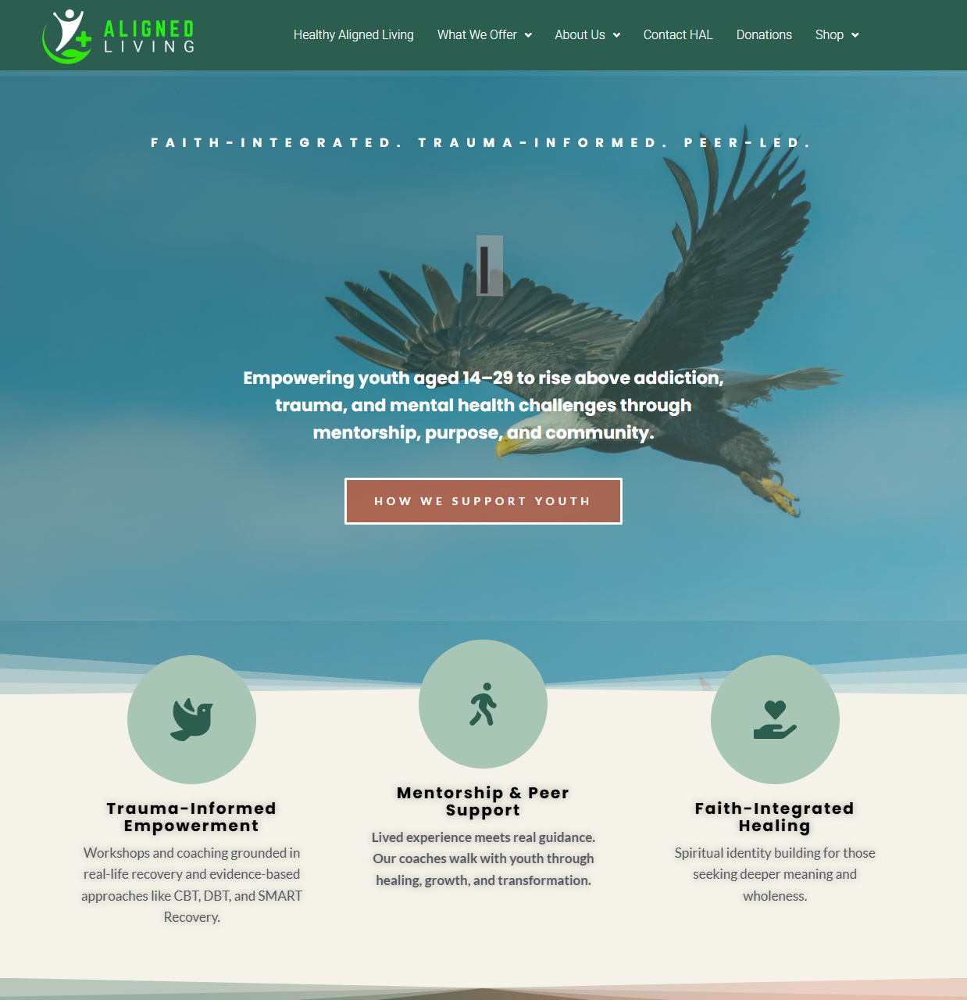 ALIGNED
LIVING
Healthy Aligned Living What We Offer About Us Contact HAL Donations Shop
FAITH-INTEGRATED. TRAUMA-INFORMED. PEER-LED.
Empowering youth aged 14–29 to rise above addiction,
trauma, and mental health challenges through
mentorship, purpose, and community.
HOW WE SUPPORT YOUTH
Trauma-Informed
Empowerment
Workshops and coaching grounded in
real-life recovery and evidence-based
approaches like CBT, DBT, and SMART
Recovery.
Mentorship & Peer
Support
Lived experience meets real guidance.
Our coaches walk with youth through
healing, growth, and transformation.
Faith-Integrated
Healing
Spiritual identity building for those
seeking deeper meaning and
wholeness.